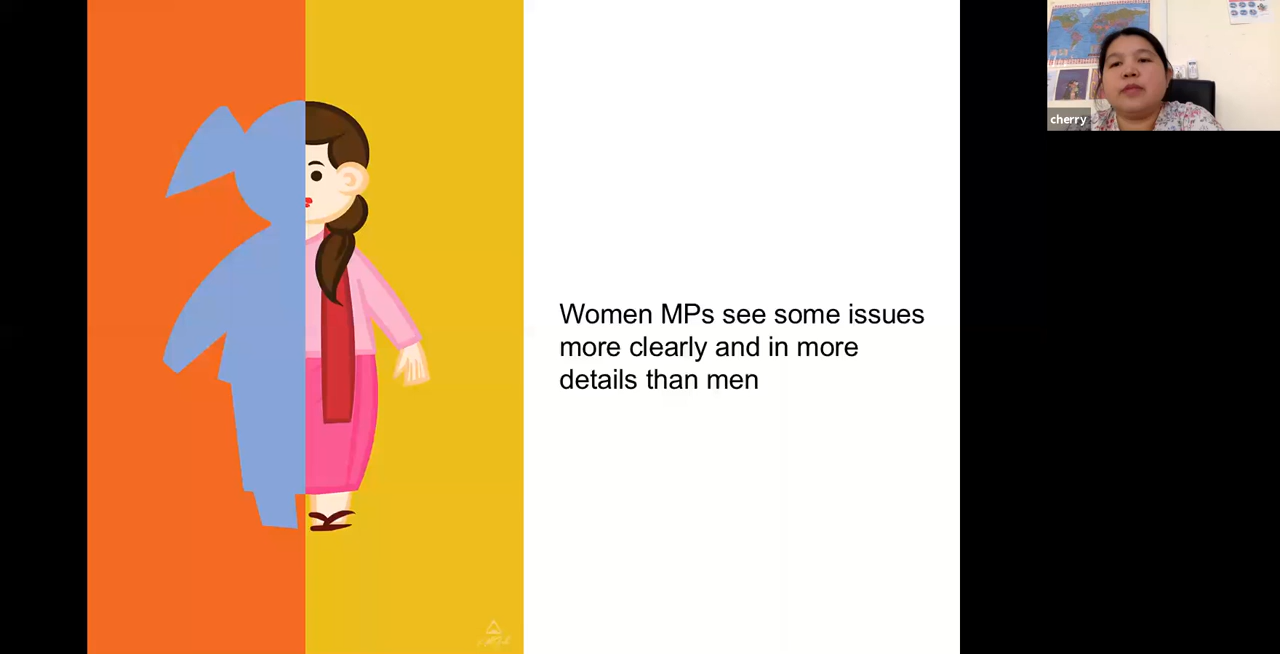 Women MPs see some issues
more clearly and in more
details than men
cherry